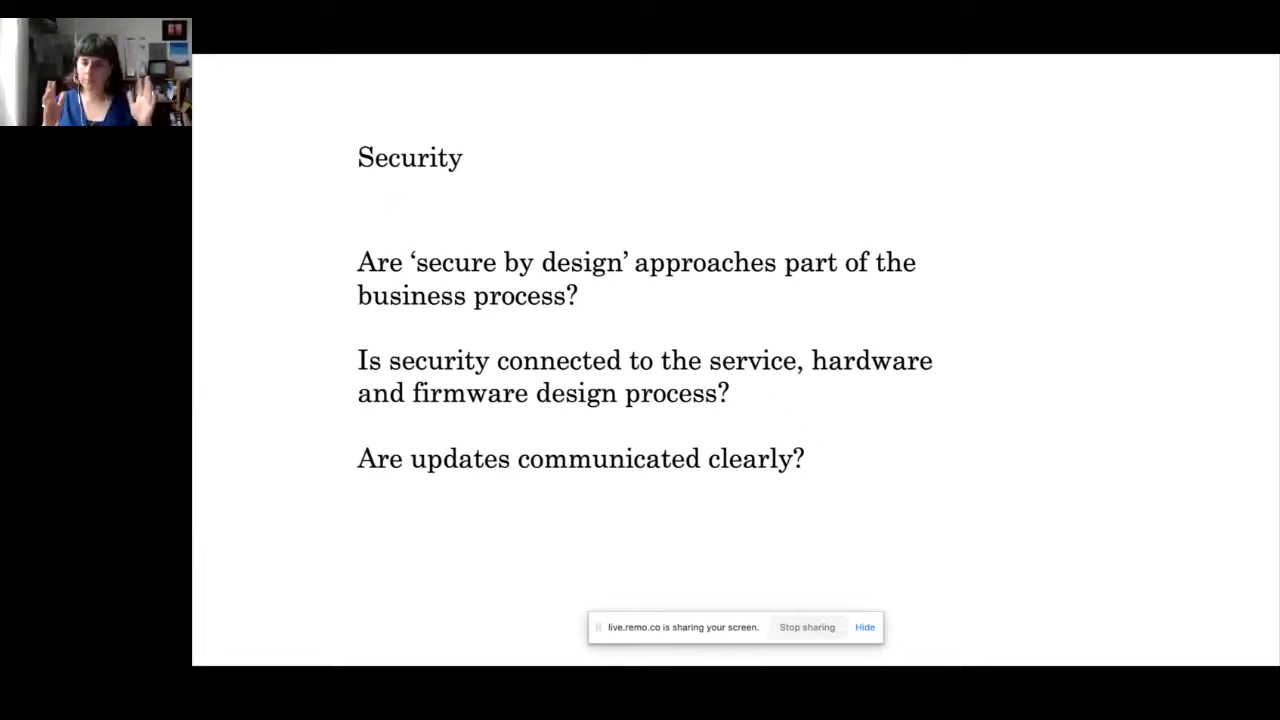 Security
Are ‘secure by design’ approaches part of the
business process?
Is security connected to the service, hardware
and firmware design process?
Are updates communicated clearly?
live.remo.co is sharing your screen.
Stop sharing
Hide